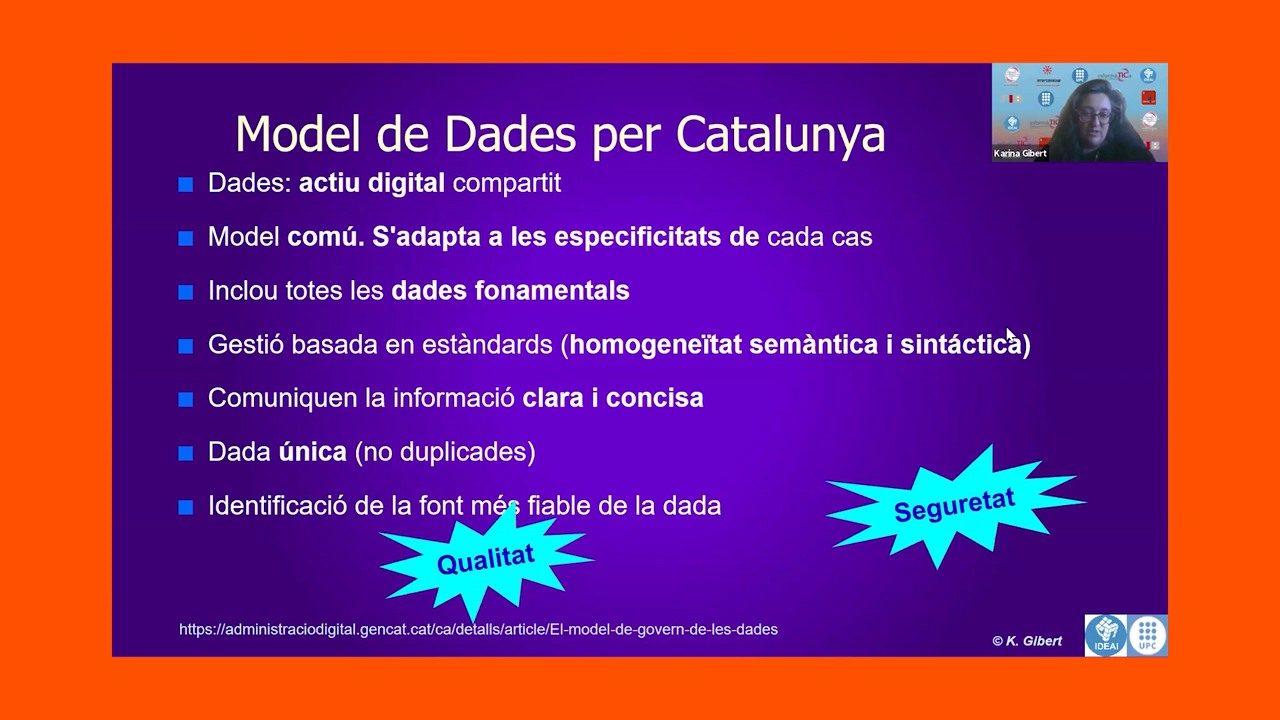 Model de Dades per Catalunya
Karina Gibert
Dades: actiu digital compartit
Model comú. S'adapta a les especificitats de cada cas
Inclou totes les dades fonamentals
Gestió basada en estàndards (homogeneïtat semàntica i sintáctica)
Comuniquen la informació clara i concisa
Dada única (no duplicades)
Identificació de la font més fiable de la dada
Seguretat
Qualitat
https://administraciodigital.gencat.cat/ca/detalls/article/El-model-de-govern-de-les-dades
© K. Gibert
IDEAI
UPC